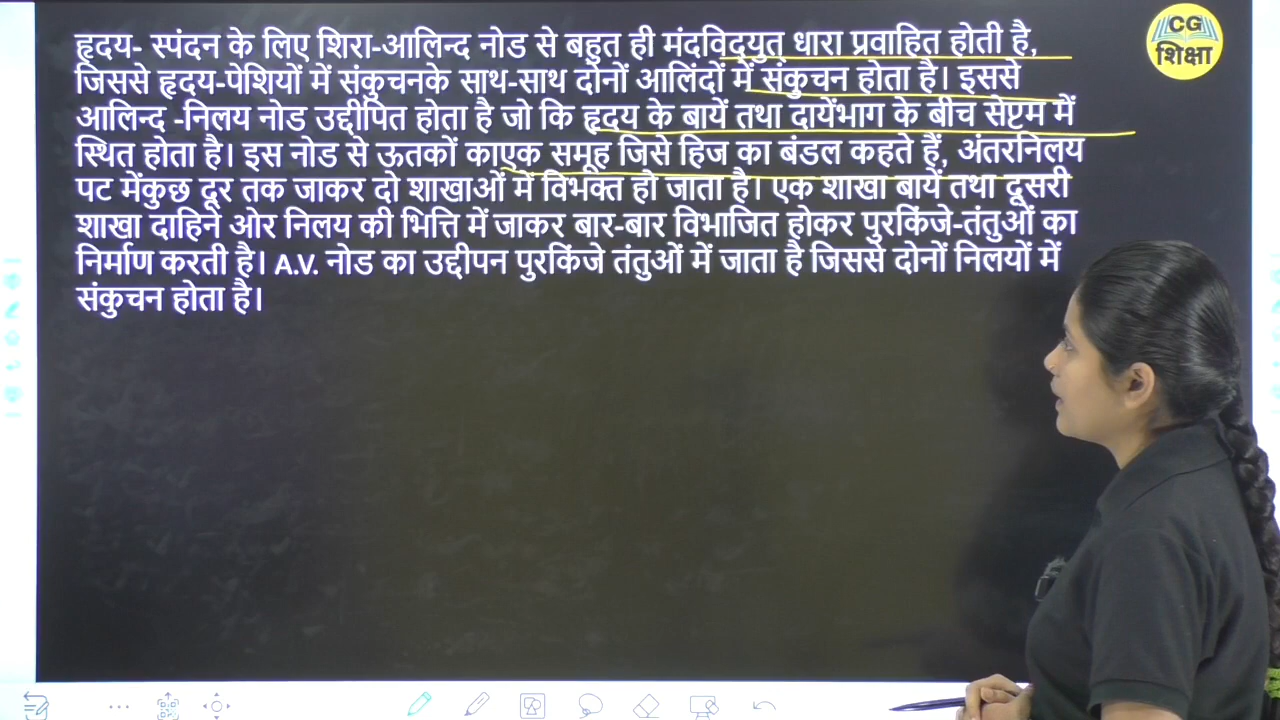 हृदय- स्पंदन के लिए शिरा-आलिन्द नोड से बहुत ही मंदविद्युत धारा प्रवाहित होती है,
जिससे हृदय-पेशियों में संकुचनके साथ-साथ दोनों आलिंदों में संकुचन होता है। इससे
आलिन्द -निलय नोड उद्दीपित होता है जो कि हृदय के बायें तथा दायेंभाग के बीच सेप्टम में
स्थित होता है। इस नोड से ऊतकों काएक समूह जिसे हिज का बंडल कहते हैं, अंतरनिलय
पट मेंकुछ दूर तक जाकर दो शाखाओं में विभक्त हो जाता है। एक शाखा बायें तथा दूसरी
शाखा दाहिने ओर निलय की भित्ति में जाकर बार-बार विभाजित होकर पुरकिंजे-तंतुओं का
निर्माण करती है। A.V. नोड का उद्दीपन पुरकिंजे तंतुओं में जाता है जिससे दोनों निलयों में
संकुचन होता है।
CG
शिक्षा